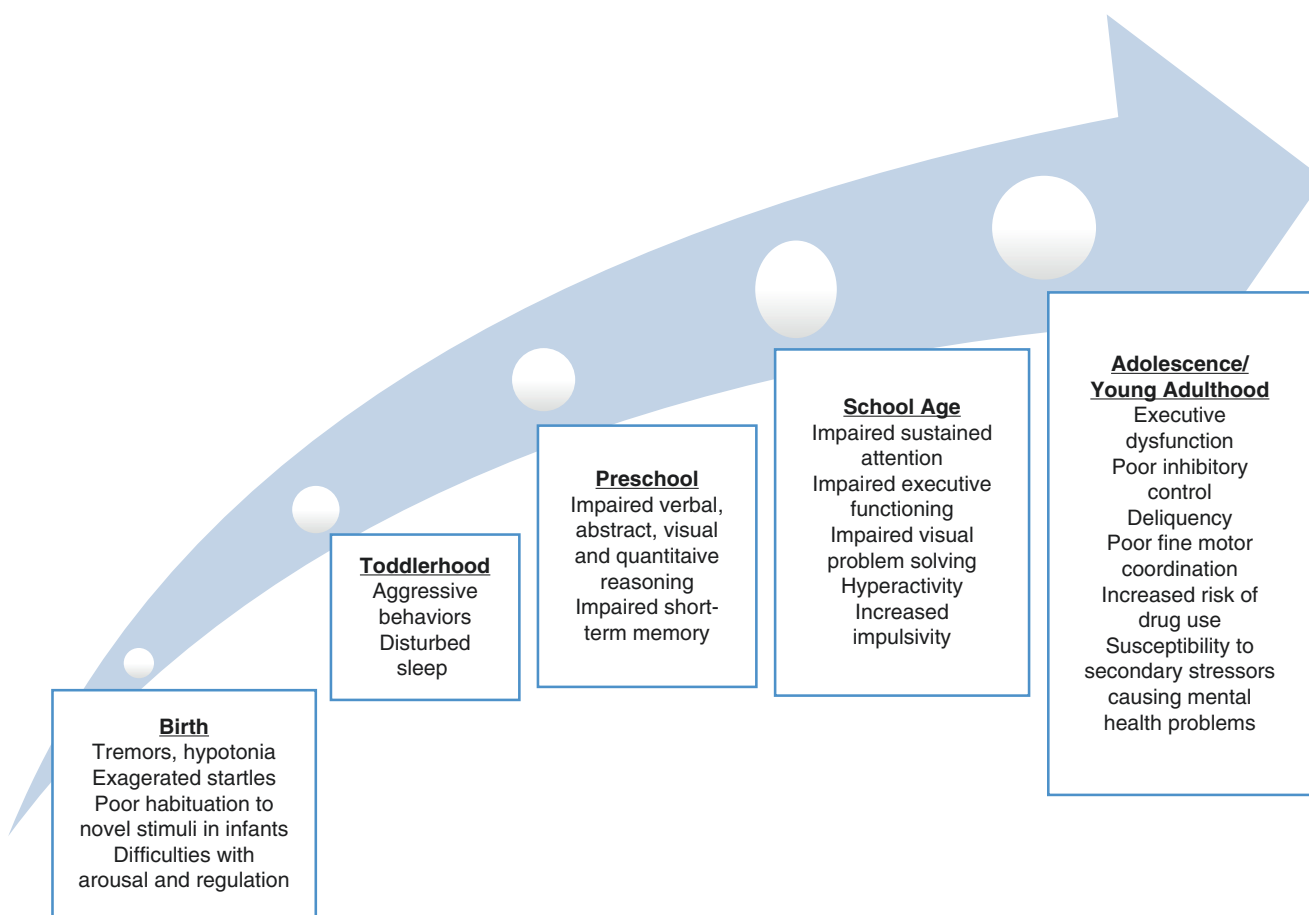 Birth
Tremors, hypotonia
Exagerated startles
Poor habituation to
novel stimuli in infants
Difficulties with
arousal and regulation
Toddlerhood
Aggressive
behaviors
Disturbed
sleep
Preschool
Impaired verbal,
abstract, visual
and quantitaive
reasoning
Impaired short-
term memory
School Age
Impaired sustained
attention
Impaired executive
functioning
Impaired visual
problem solving
Hyperactivity
Increased
impulsivity
Adolescence/
Young Adulthood
Executive
dysfunction
Poor inhibitory
control
Deliquency
Poor fine motor
coordination
Increased risk of
drug use
Susceptibility to
secondary stressors
causing mental
health problems